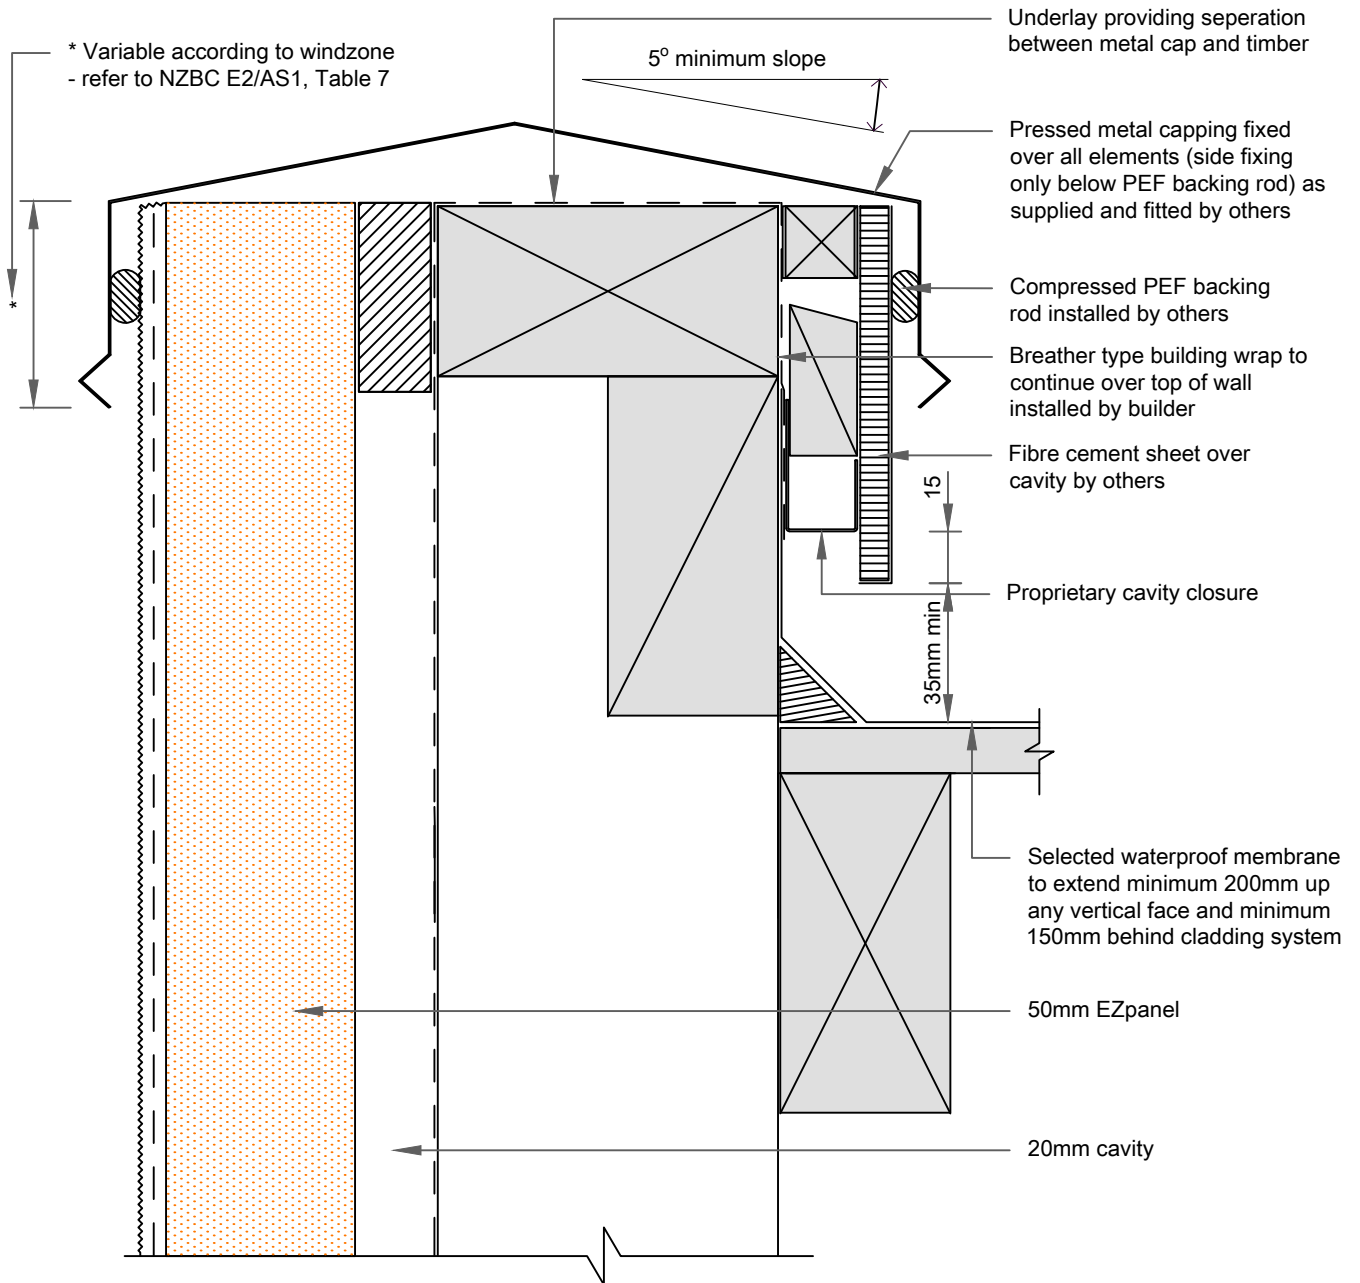 * Variable according to windzone
- refer to NZBC E2/AS1, Table 7
5° minimum slope
Underlay providing seperation
between metal cap and timber
Pressed metal capping fixed
over all elements (side fixing
only below PEF backing rod) as
supplied and fitted by others
*
Compressed PEF backing
rod installed by others
Breather type building wrap to
continue over top of wall
installed by builder
Fibre cement sheet over
cavity by others
15
Proprietary cavity closure
35mm min
Selected waterproof membrane
to extend minimum 200mm up
any vertical face and minimum
150mm behind cladding system
50mm EZpanel
20mm cavity